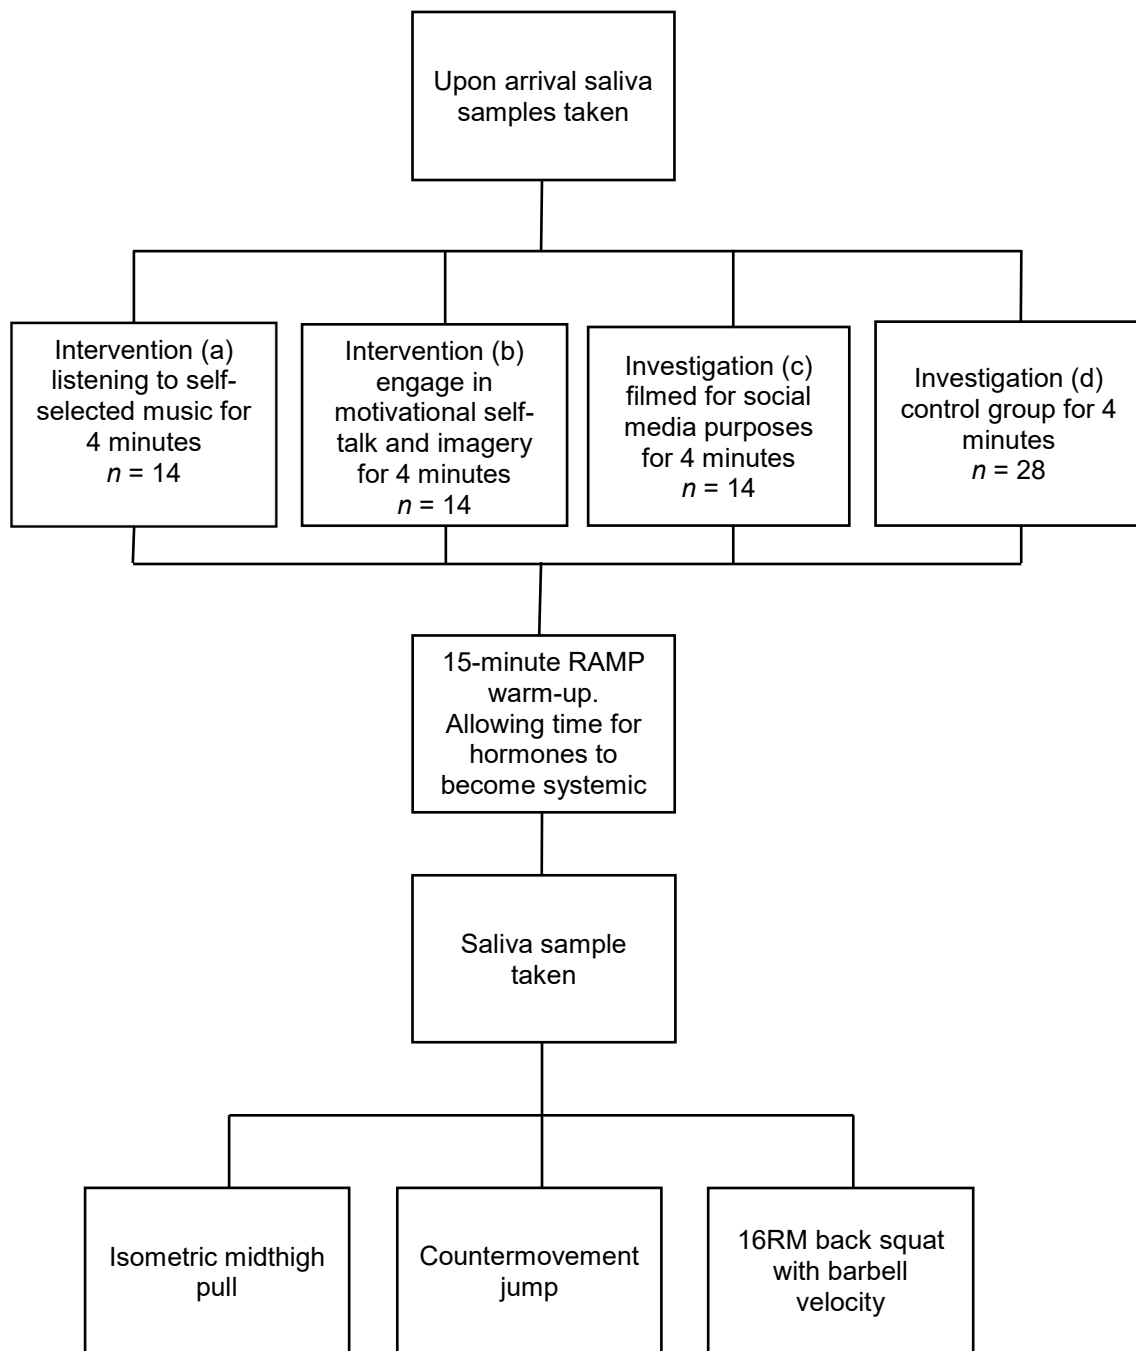 Upon arrival saliva
samples taken
Intervention (a)
listening to self-
selected music for
4 minutes
n = 14
Intervention (b)
engage in
motivational self-
talk and imagery
for 4 minutes
n = 14
Investigation (c)
filmed for social
media purposes
for 4 minutes
n = 14
Investigation (d)
control group for 4
minutes
n = 28
15-minute RAMP
warm-up.
Allowing time for
hormones to
become systemic
Saliva sample
taken
Isometric midthigh
pull
Countermovement
jump
16RM back squat
with barbell
velocity